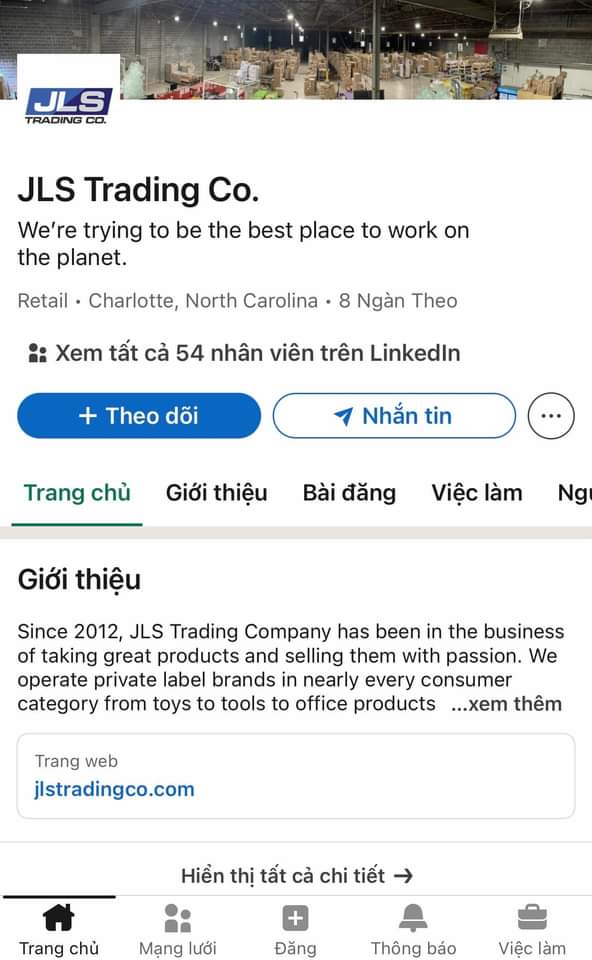 JLS
TRADING CO.
JLS Trading Co.
We're trying to be the best place to work on
the planet.
Retail • Charlotte, North Carolina • 8 Ngàn Theo
Xem tất cả 54 nhân viên trên LinkedIn
+ Theo dõi
Nhắn tin
...
Trang chủ Giới thiệu Bài đăng Việc làm
Giới thiệu
Since 2012, JLS Trading Company has been in the business
of taking great products and selling them with passion. We
operate private label brands in nearly every consumer
category from toys to tools to office products ...xem thêm
Trang web
jlstradingco.com
Hiển thị tất cả chi tiết →
Trang chủ Mạng lưới Đăng Thông báo Việc làm